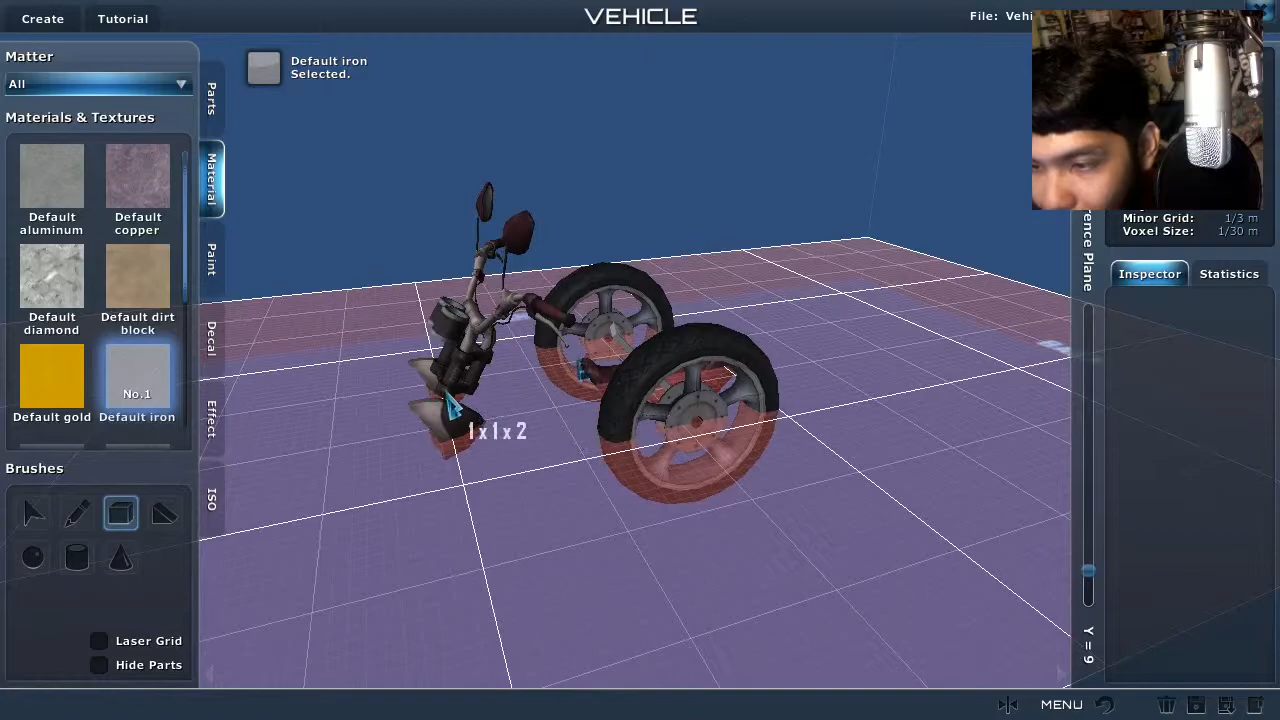 Create
Tutorial
VEHICLE
File: Vehi
Matter
All
Materials & Textures
Default aluminum
Default copper
Default diamond
Default dirt block
Default gold
No.1
Default iron
Brushes
Laser Grid
Hide Parts
Parts
Material
Paint
Decal
Effect
ISO
Default iron
Selected.
1x1x2
Minor Grid: 1/3 m
Voxel Size: 1/30 m
rence Plane
Inspector
Statistics
Y = 9
MENU